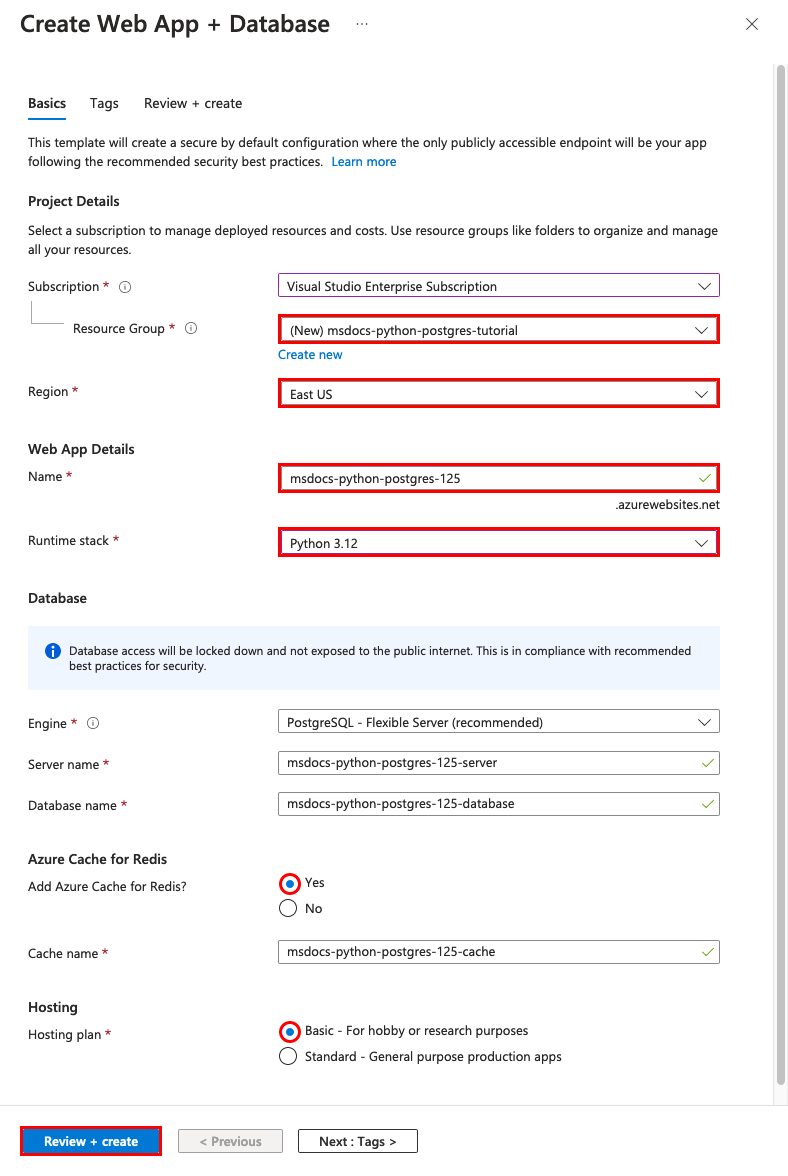 Create Web App + Database ...
Basics Tags Review + create
This template will create a secure by default configuration where the only publicly accessible endpoint will be your app
following the recommended security best practices. Learn more
Project Details
Select a subscription to manage deployed resources and costs. Use resource groups like folders to organize and manage
all your resources.
Subscription * Visual Studio Enterprise Subscription
Resource Group * (New) msdocs-python-postgres-tutorial
Create new
Region * East US
Web App Details
Name * msdocs-python-postgres-125
.azurewebsites.net
Runtime stack * Python 3.12
Database
Database access will be locked down and not exposed to the public internet. This is in compliance with recommended
best practices for security.
Engine * PostgreSQL - Flexible Server (recommended)
Server name * msdocs-python-postgres-125-server
Database name * msdocs-python-postgres-125-database
Azure Cache for Redis
Add Azure Cache for Redis? Yes
No
Cache name * msdocs-python-postgres-125-cache
Hosting
Hosting plan * Basic - For hobby or research purposes
Standard - General purpose production apps
Review + create < Previous Next : Tags >